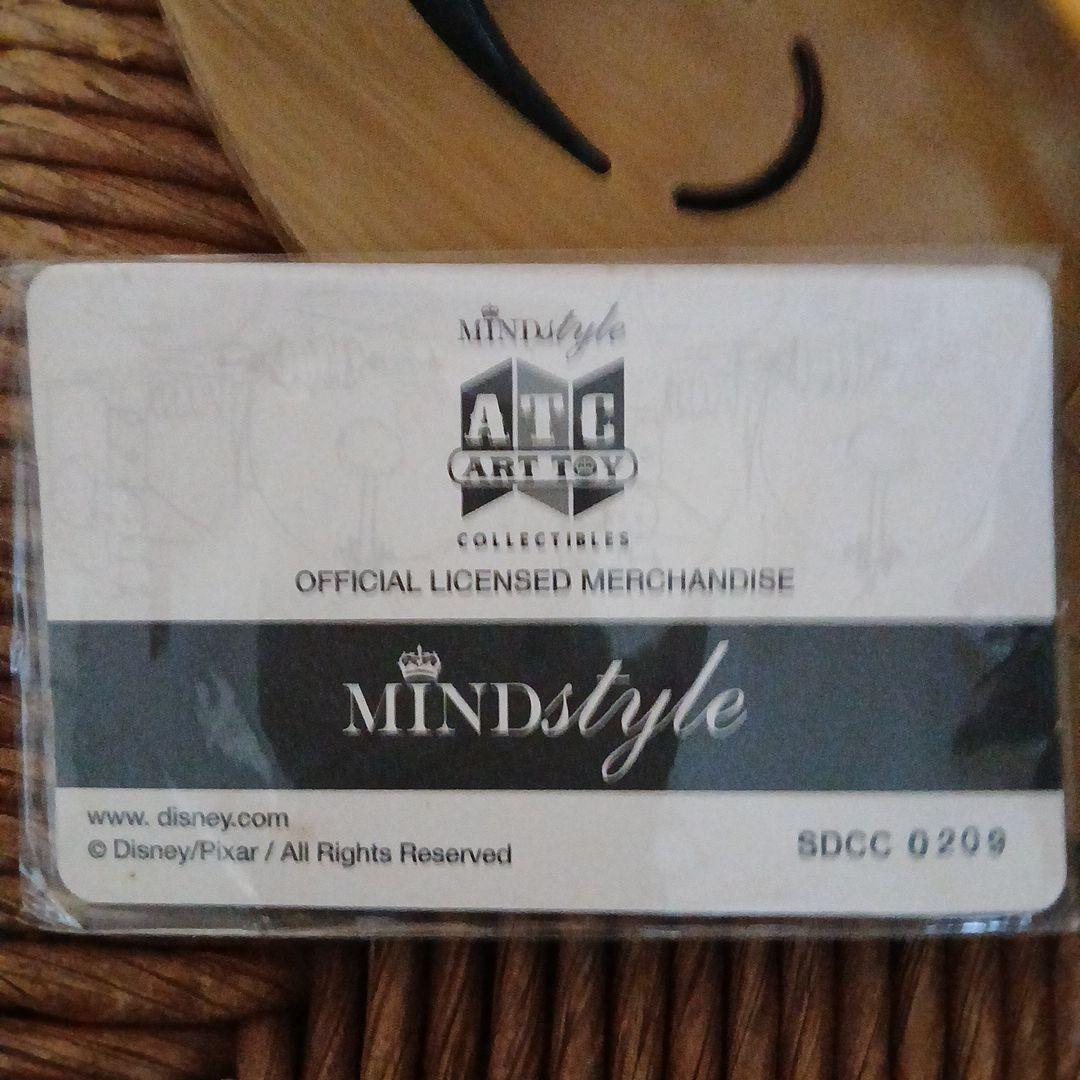 MINDstyle
ATC
ART TOY
COLLECTIBLES
OFFICIAL LICENSED MERCHANDISE
MINDstyle
www. disney.com
© Disney/Pixar / All Rights Reserved
SDCC 0209